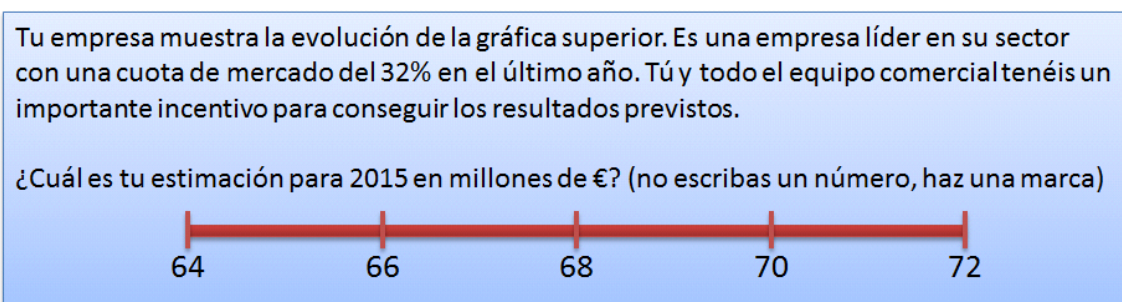 Tu empresa muestra la evolución de la gráfica superior. Es una empresa líder en su sector
con una cuota de mercado del 32% en el último año. Tú y todo el equipo comercial tenéis un
importante incentivo para conseguir los resultados previstos.
¿Cuál es tu estimación para 2015 en millones de €? (no escribas un número, haz una marca)
64 66 68 70 72